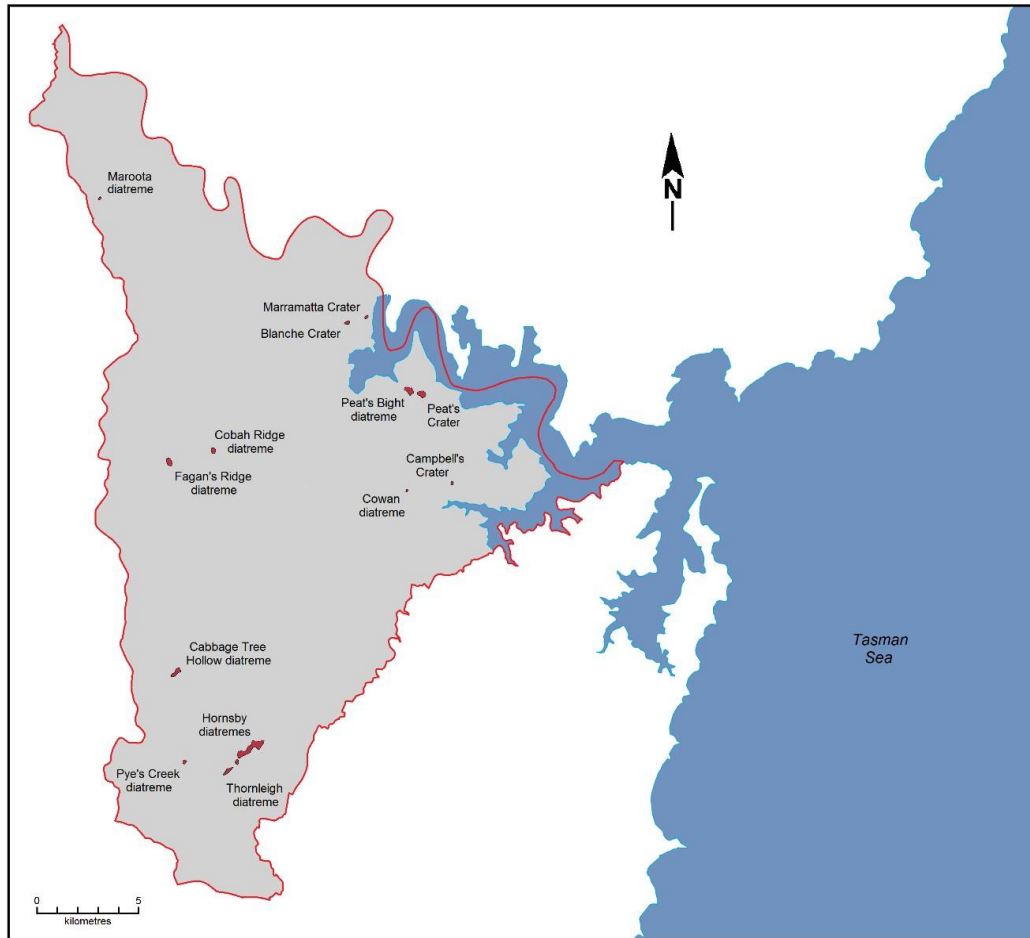 Maroota
diatreme
N
Marramatta Crater
Blanche Crater
Peat's Bight
diatreme
Peat's
Crater
Cobah Ridge
diatreme
Fagan's Ridge
diatreme
Campbell's
Crater
Cowan
diatreme
Cabbage Tree
Hollow diatreme
Tasman
Sea
Hornsby
diatremes
Pye's Creek
diatreme
Thornleigh
diatreme
0 5
kilometres